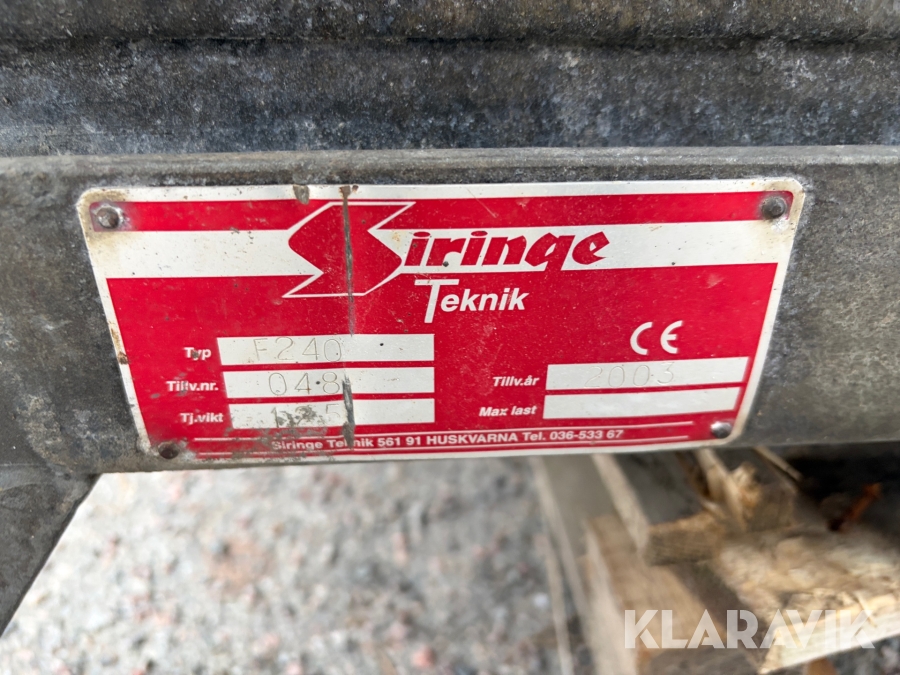 Siringe
Teknik
Typ F240
CE
Tillv.nr. 048
Tillv.år 2003
Tj.vikt
Max last
Siringe Teknik 561 91 HUSKVARNA Tel. 036-533 67
KLARAVIK